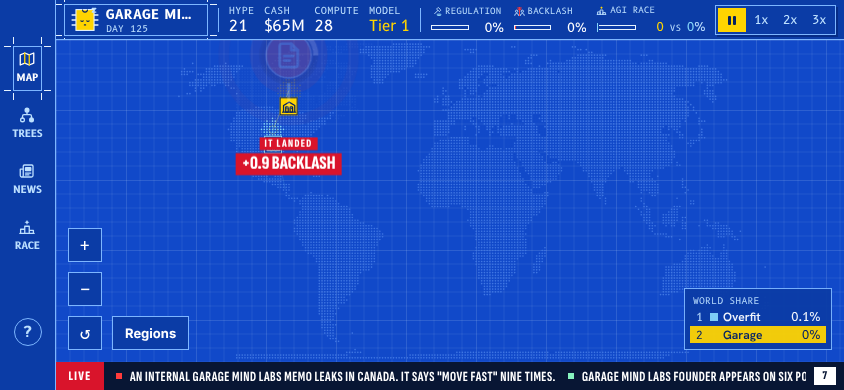 GARAGE MI...
DAY 125
HYPE
21
CASH
$65M
COMPUTE
28
MODEL
Tier 1
REGULATION
0%
BACKLASH
0%
AGI RACE
0 VS 0%
1x 2x 3x
MAP
TREES
NEWS
RACE
?
IT LANDED
+0.9 BACKLASH
+
−
↺
Regions
WORLD SHARE
1 Overfit 0.1%
2 Garage 0%
LIVE
AN INTERNAL GARAGE MIND LABS MEMO LEAKS IN CANADA. IT SAYS "MOVE FAST" NINE TIMES.
GARAGE MIND LABS FOUNDER APPEARS ON SIX PO
7